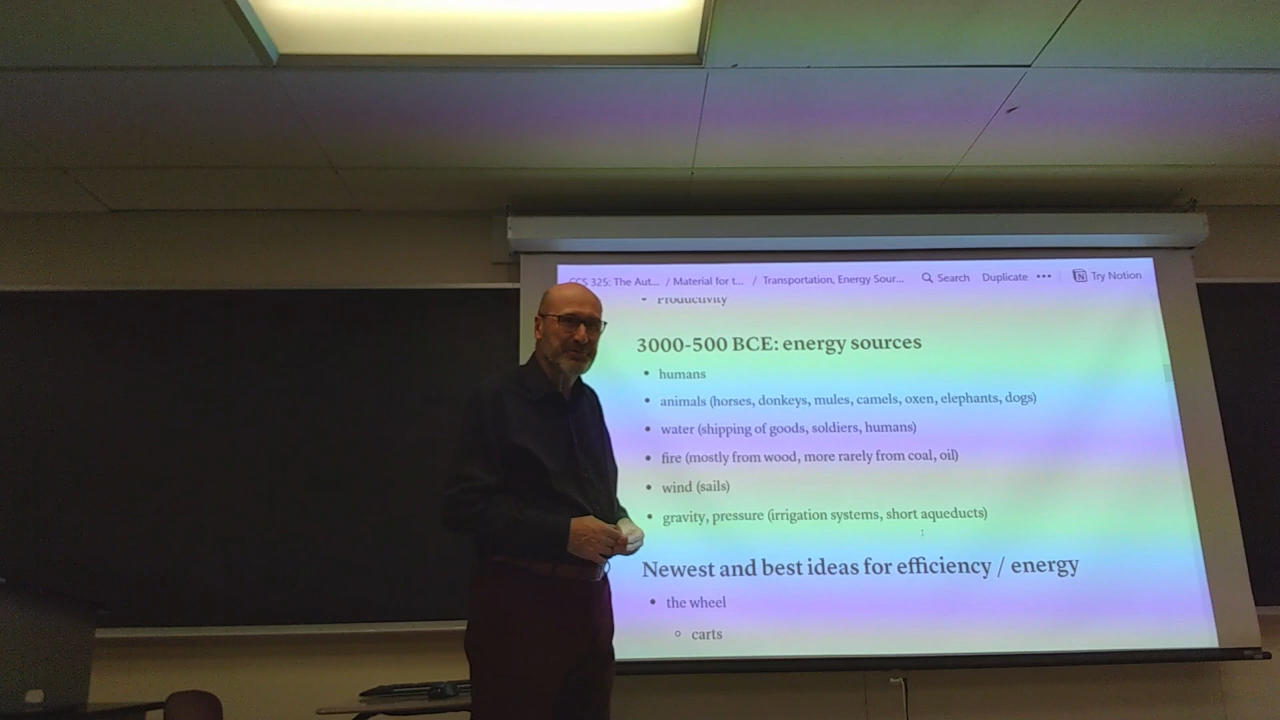 CCS 325: The Aut... / Material for t... / Transportation, Energy Sour... Search Duplicate ••• Try Notion
• Productivity
3000-500 BCE: energy sources
• humans
• animals (horses, donkeys, mules, camels, oxen, elephants, dogs)
• water (shipping of goods, soldiers, humans)
• fire (mostly from wood, more rarely from coal, oil)
• wind (sails)
• gravity, pressure (irrigation systems, short aqueducts)
Newest and best ideas for efficiency / energy
• the wheel
○ carts